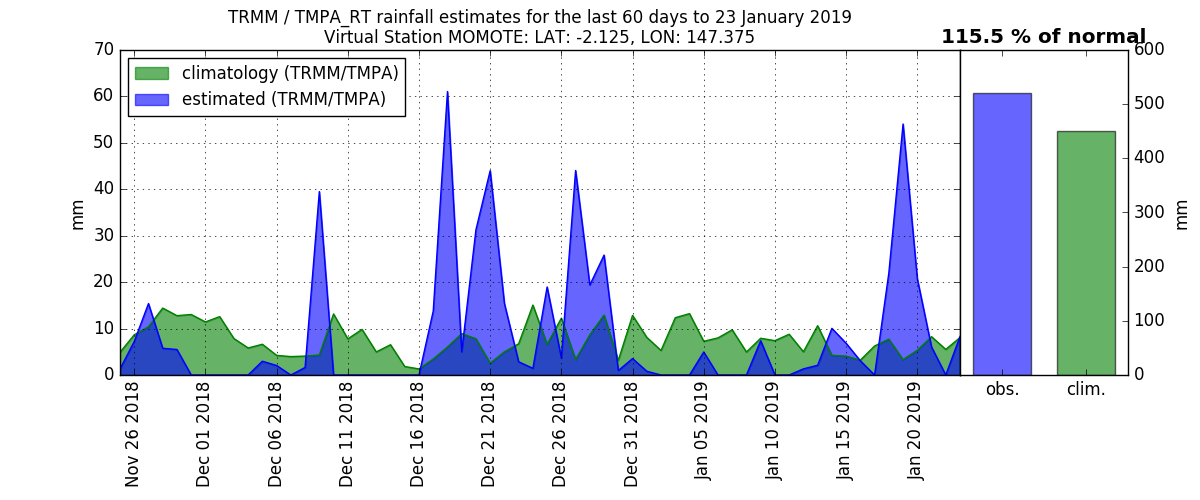 TRMM / TMPA_RT rainfall estimates for the last 60 days to 23 January 2019
Virtual Station MOMOTE: LAT: -2.125, LON: 147.375
115.5 % of normal
climatology (TRMM/TMPA)
estimated (TRMM/TMPA)
mm
70
60
50
40
30
20
10
0
Nov 26 2018
Dec 01 2018
Dec 06 2018
Dec 11 2018
Dec 16 2018
Dec 21 2018
Dec 26 2018
Dec 31 2018
Jan 05 2019
Jan 10 2019
Jan 15 2019
Jan 20 2019
obs.
clim.
600
500
400
300
200
100
0
mm